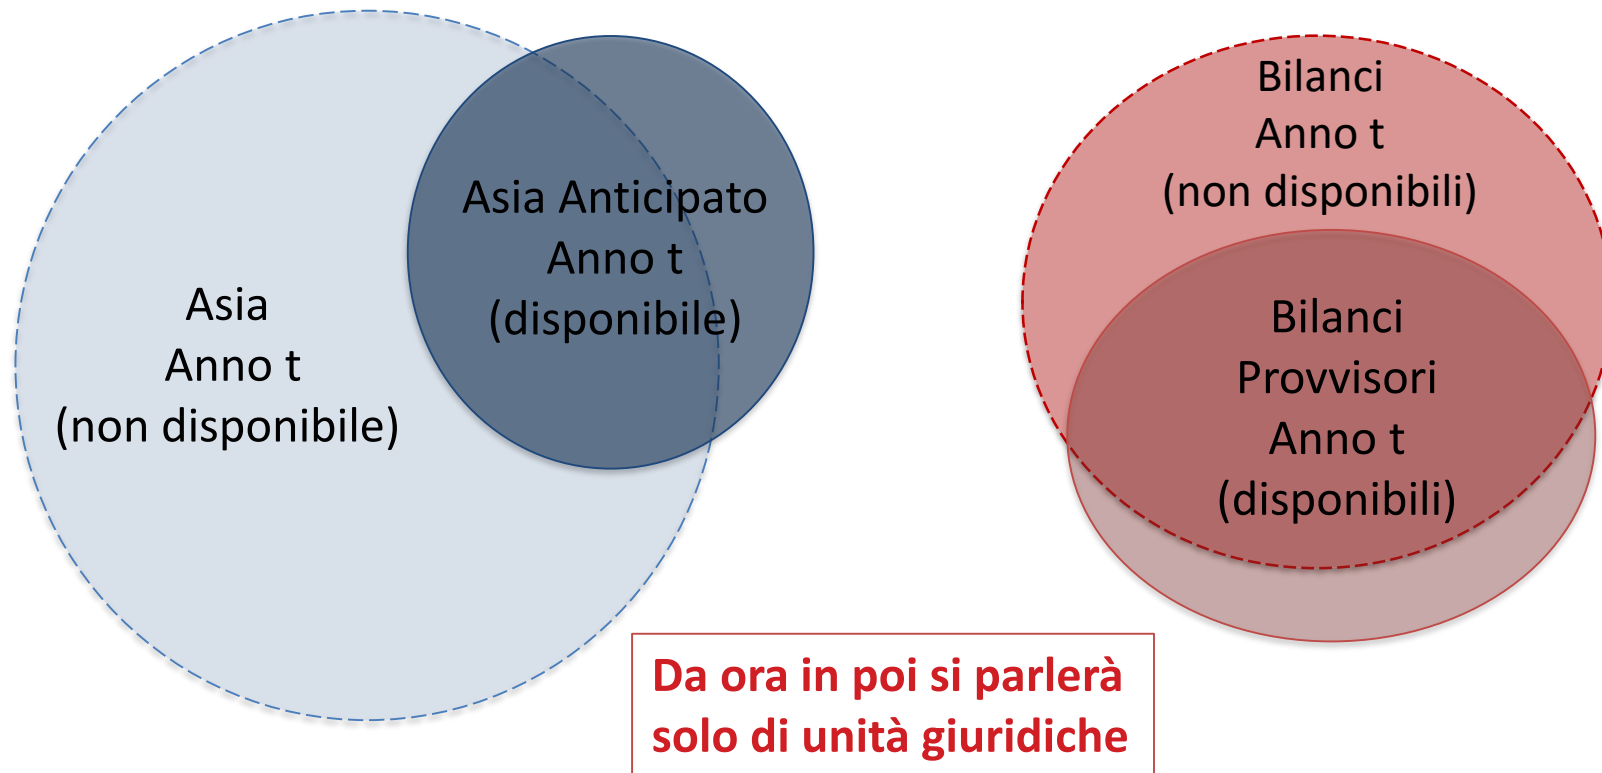 Asia
Anno t
(non disponibile)
Asia Anticipato
Anno t
(disponibile)
Bilanci
Anno t
(non disponibili)
Bilanci
Provvisori
Anno t
(disponibili)
Da ora in poi si parlerà
solo di unità giuridiche